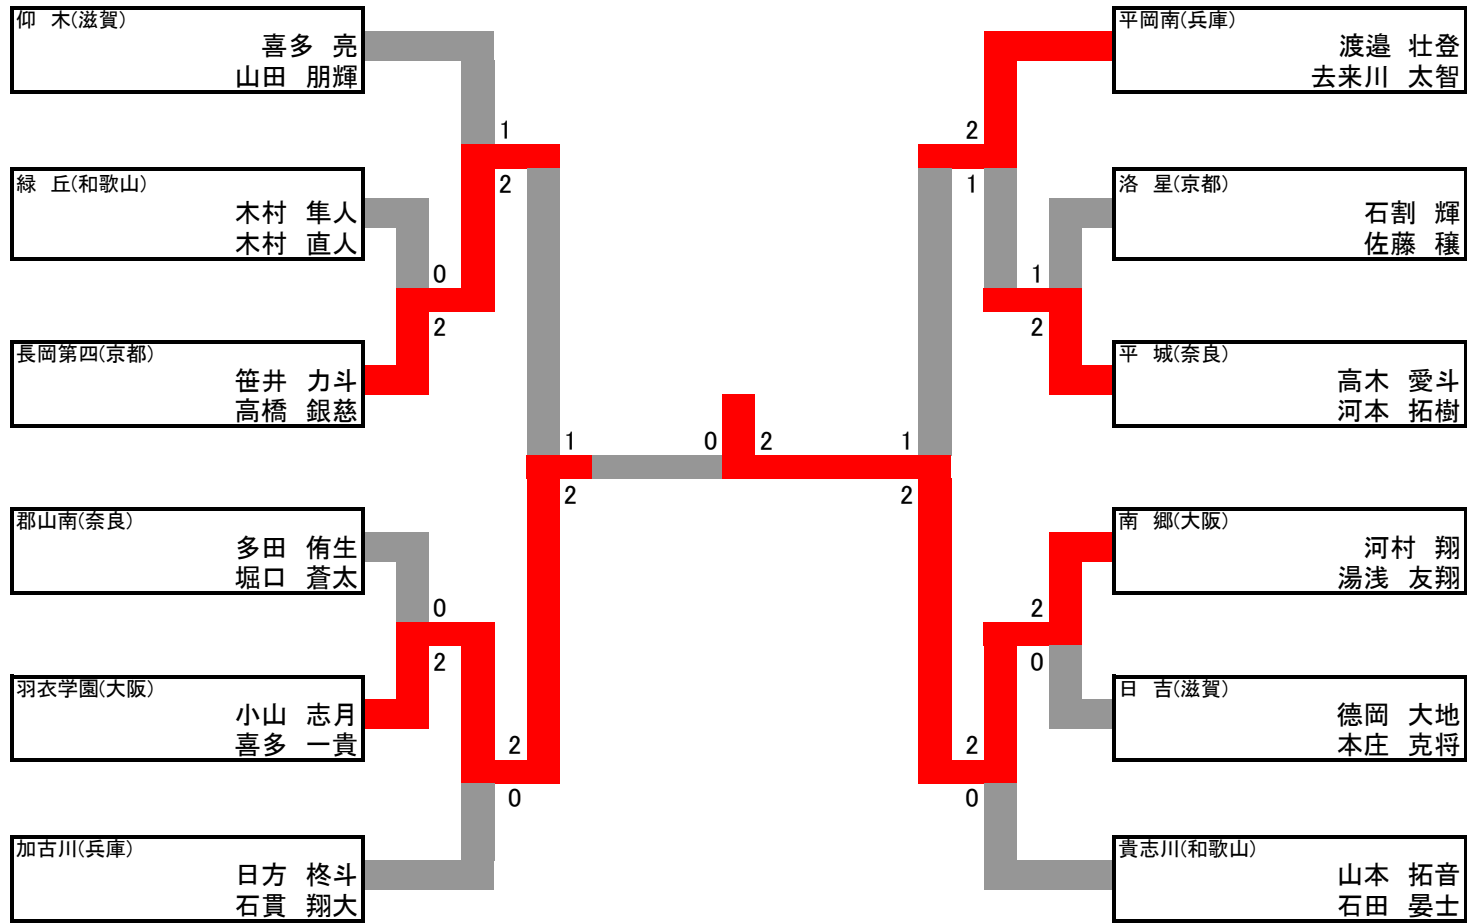 仰　木(滋賀)
喜多　亮
山田　朋輝
緑　丘(和歌山)
木村　隼人
木村　直人
長岡第四(京都)
笹井　力斗
高橋　銀慈
郡山南(奈良)
多田　侑生
堀口　蒼太
羽衣学園(大阪)
小山　志月
喜多　一貴
加古川(兵庫)
日方　柊斗
石貫　翔大
1
2
0
2
0
2
2
0
1
2
0
2
1
2
2
1
1
2
2
0
2
0
平岡南(兵庫)
渡邉　壮登
去来川　太智
洛　星(京都)
石割　輝
佐藤　穣
平　城(奈良)
高木　愛斗
河本　拓樹
南　郷(大阪)
河村　翔
湯浅　友翔
日　吉(滋賀)
德岡　大地
本庄　克将
貴志川(和歌山)
山本　拓音
石田　晏士